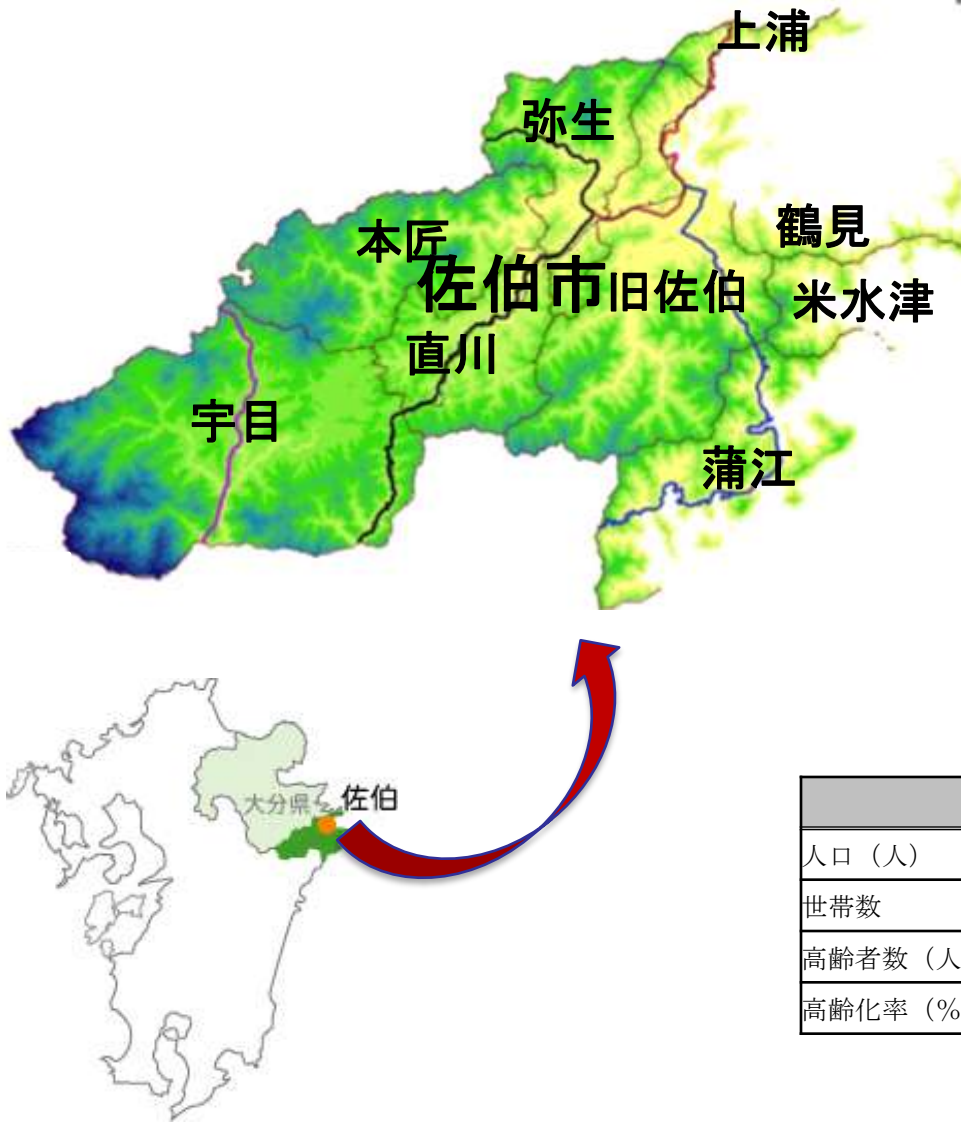 上浦
弥生
鶴見
本匠
佐伯市
旧佐伯
米水津
直川
宇目
蒲江
大分県
佐伯
人口（人）
世帯数
高齢者数（人
高齢化率（%